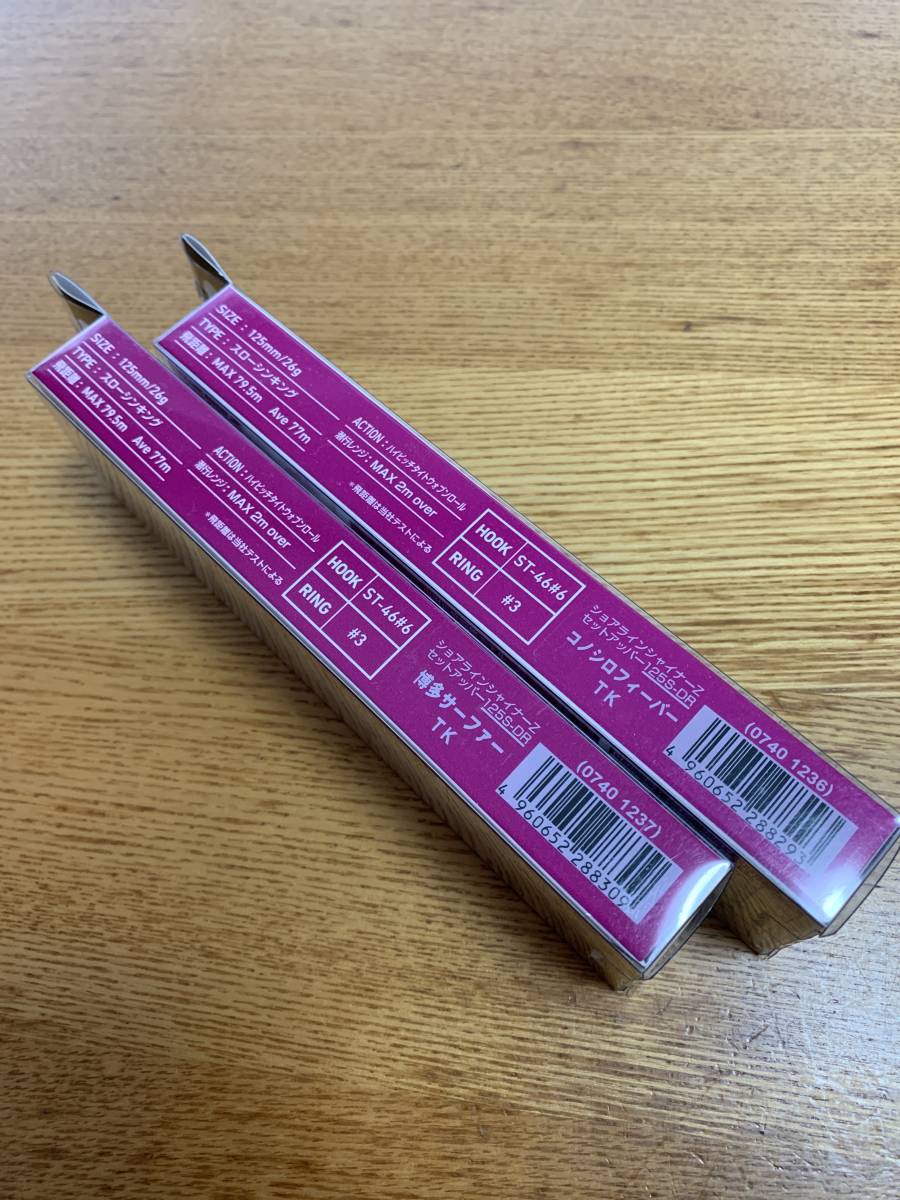 SIZE : 125mm/26g
TYPE : スローシンキング
飛距離 : MAX 79.5m Ave 77m
ACTION : ハイピッチタイトウォブンロール
潜行レンジ : MAX 2m over
*飛距離は当社テストによる
HOOK ST-46#6
RING #3
ショアラインシャイナーZ
セットアッパー125S-DR
博多サーファー
TK
(0740 1237)
4 960652 288309
SIZE : 125mm/26g
TYPE : スローシンキング
飛距離 : MAX 79.5m Ave 77m
ACTION : ハイピッチタイトウォブンロール
潜行レンジ : MAX 2m over
*飛距離は当社テストによる
HOOK ST-46#6
RING #3
ショアラインシャイナーZ
セットアッパー125S-DR
コノシロフィーバー
TK
(0740 1236)
4 960652 288293